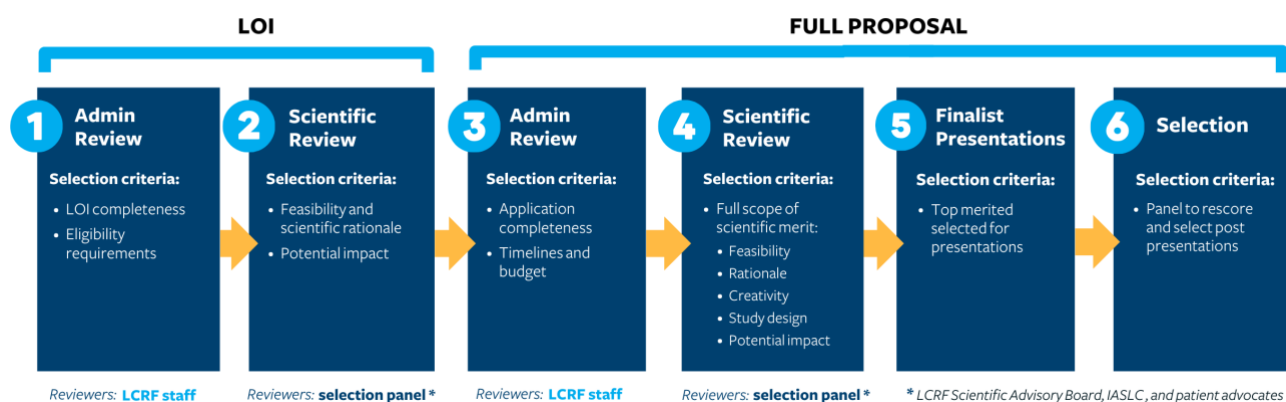 LOI
FULL PROPOSAL
1
Admin
Review
Selection criteria:
• LOI completeness
• Eligibility
requirements
Reviewers: LCRF staff
2
Scientific
Review
Selection criteria:
• Feasibility and
scientific rationale
• Potential impact
Reviewers: selection panel *
3
Admin
Review
Selection criteria:
• Application
completeness
• Timelines and
budget
Reviewers: LCRF staff
4
Scientific
Review
Selection criteria:
• Full scope of
scientific merit:
• Feasibility
• Rationale
• Creativity
• Study design
• Potential impact
Reviewers: selection panel *
5
Finalist
Presentations
Selection criteria:
• Top merited
selected for
presentations
6
Selection
Selection criteria:
• Panel to rescore
and select post
presentations
* LCRF Scientific Advisory Board, IASLC, and patient advocates